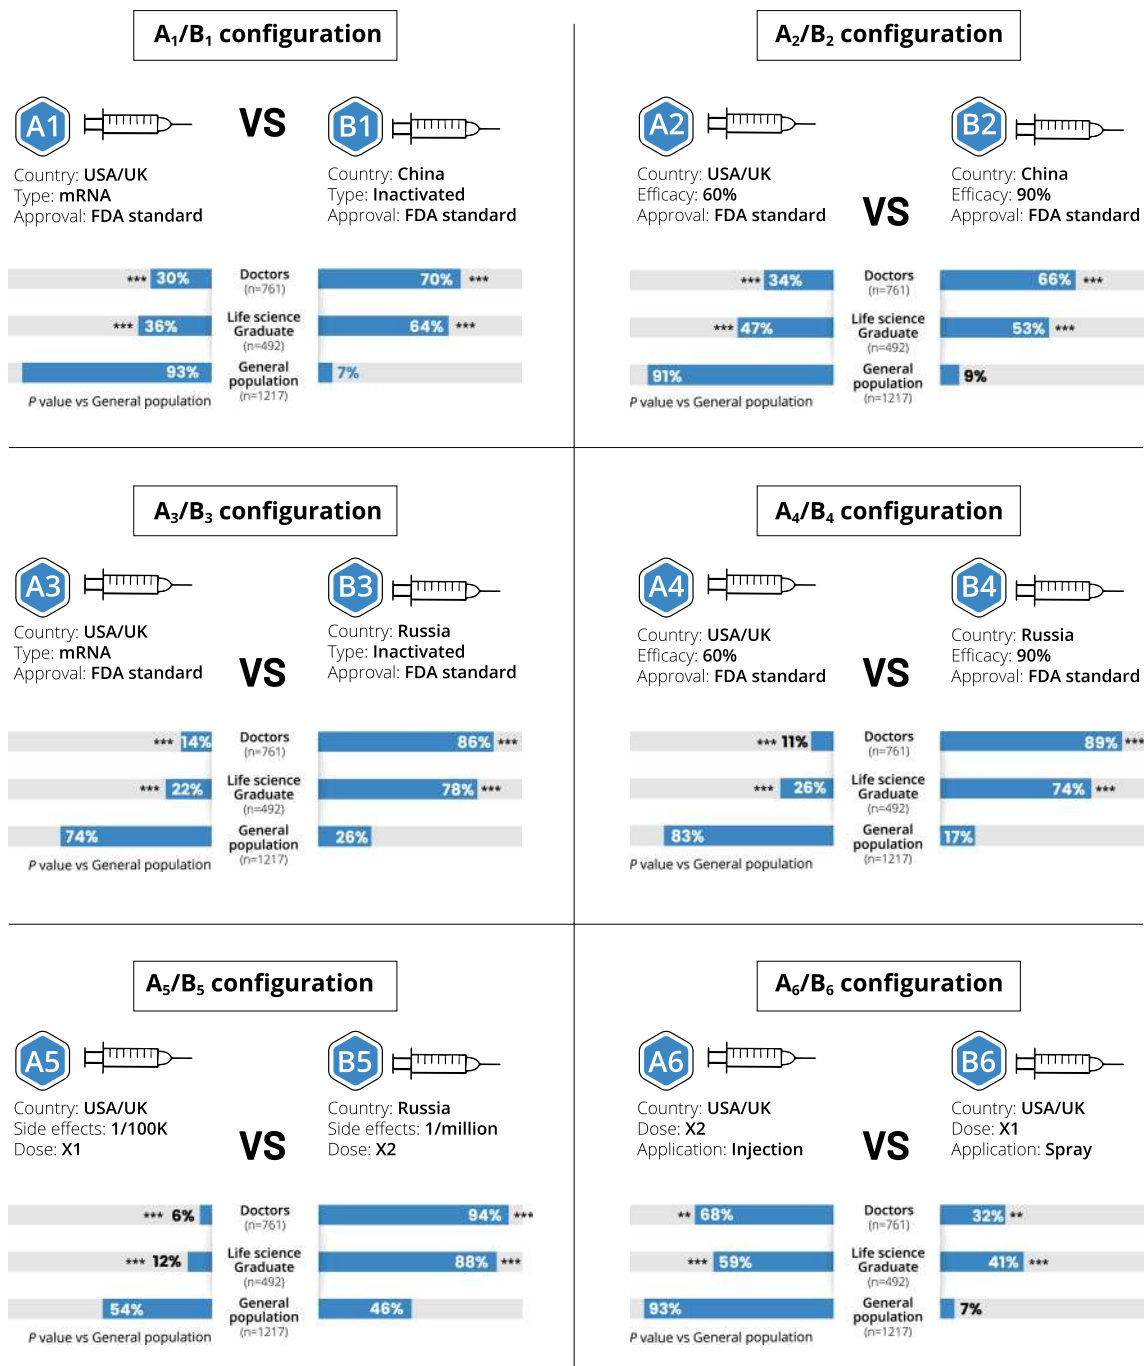 A₁/B₁ configuration
A1
VS
B1
Country: USA/UK
Type: mRNA
Approval: FDA standard
Country: China
Type: Inactivated
Approval: FDA standard
*** 30% Doctors 70% ***
(n=761)
*** 36% Life science Graduate 64% ***
(n=492)
93% General population 7%
(n=1217)
P value vs General population
A₂/B₂ configuration
A2
B2
Country: USA/UK
Efficacy: 60%
Approval: FDA standard
VS
Country: China
Efficacy: 90%
Approval: FDA standard
*** 34% Doctors 66% ***
(n=761)
*** 47% Life science Graduate 53% ***
(n=492)
91% General population 9%
(n=1217)
P value vs General population
A₃/B₃ configuration
A3
B3
Country: USA/UK
Type: mRNA
Approval: FDA standard
VS
Country: Russia
Type: Inactivated
Approval: FDA standard
*** 14% Doctors 86% ***
(n=761)
*** 22% Life science Graduate 78% ***
(n=492)
74% General population 26%
(n=1217)
P value vs General population
A₄/B₄ configuration
A4
B4
Country: USA/UK
Efficacy: 60%
Approval: FDA standard
VS
Country: Russia
Efficacy: 90%
Approval: FDA standard
*** 11% Doctors 89% ***
(n=761)
*** 26% Life science Graduate 74% ***
(n=492)
83% General population 17%
(n=1217)
P value vs General population
A₅/B₅ configuration
A5
B5
Country: USA/UK
Side effects: 1/100K
Dose: X1
VS
Country: Russia
Side effects: 1/million
Dose: X2
*** 6% Doctors 94% ***
(n=761)
*** 12% Life science Graduate 88% ***
(n=492)
54% General population 46%
(n=1217)
P value vs General population
A₆/B₆ configuration
A6
B6
Country: USA/UK
Dose: X2
Application: Injection
VS
Country: USA/UK
Dose: X1
Application: Spray
** 68% Doctors 32% **
(n=761)
*** 59% Life science Graduate 41% ***
(n=492)
93% General population 7%
(n=1217)
P value vs General population